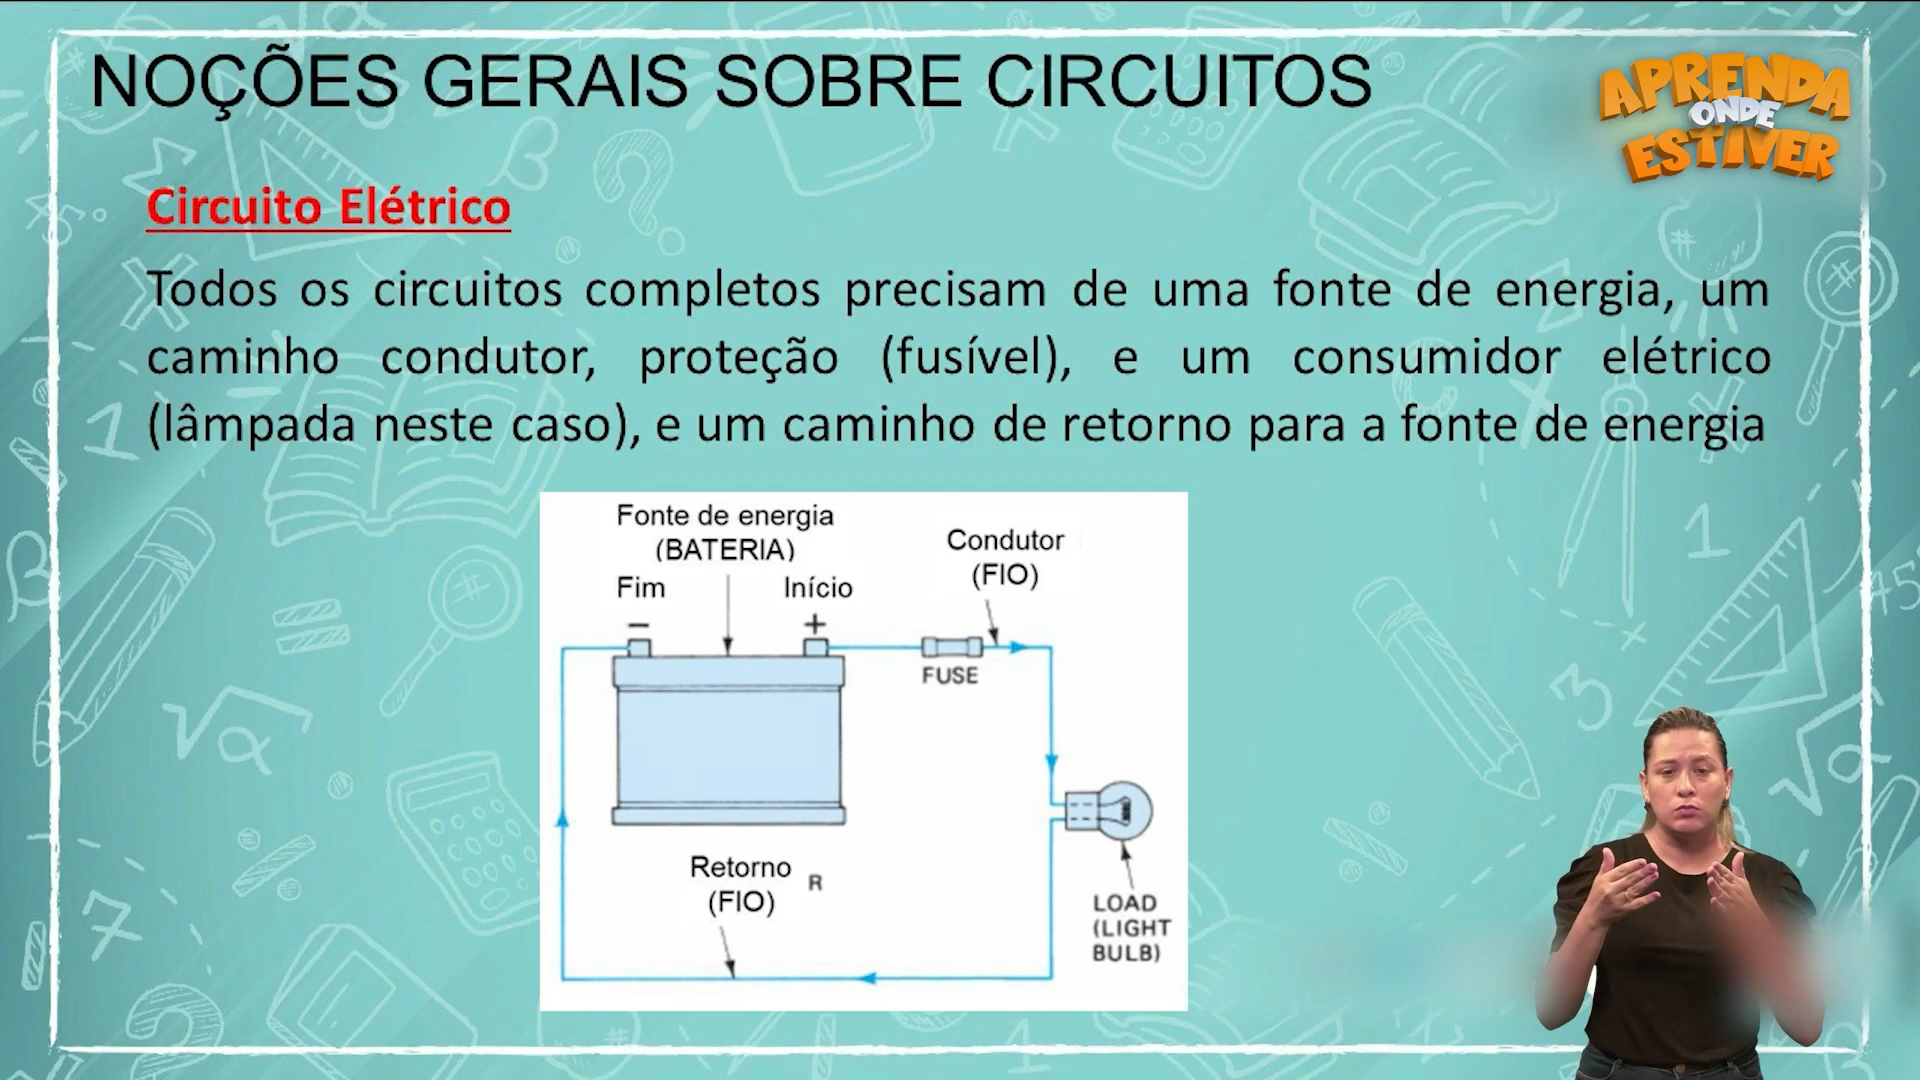 NOÇÕES GERAIS SOBRE CIRCUITOS
APRENDA
ONDE
ESTIVER
Circuito Elétrico
Todos os circuitos completos precisam de uma fonte de energia, um
caminho condutor, proteção (fusível), e um consumidor elétrico
(lâmpada neste caso), e um caminho de retorno para a fonte de energia
Fonte de energia
(BATERIA)
Condutor
(FIO)
Fim
Início
−
+
FUSE
Retorno
(FIO)
R
LOAD
(LIGHT
BULB)